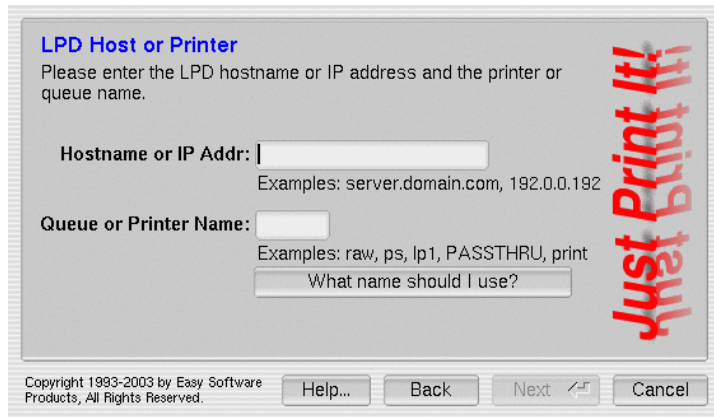 LPD Host or Printer
Please enter the LPD hostname or IP address and the printer or
queue name.
Hostname or IP Addr:
Examples: server.domain.com, 192.0.0.192
Queue or Printer Name:
Examples: raw, ps, lp1, PASSTHRU, print
What name should I use?
Just Print It!
Copyright 1993-2003 by Easy Software
Products, All Rights Reserved.
Help...
Back
Next
Cancel